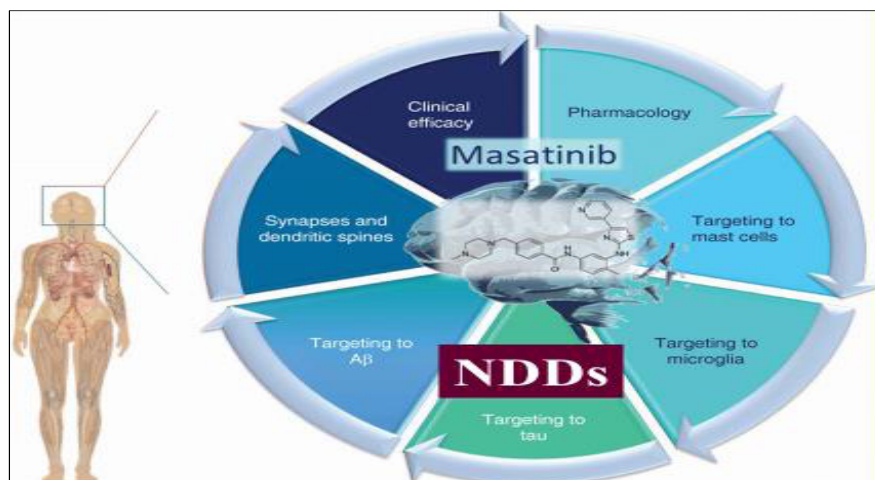 Clinical
efficacy
Pharmacology
Masatinib
Synapses and
dendritic spines
Targeting to
mast cells
N
N
S
N
N
N
H
O
NH
Targeting to
Aβ
NDDs
Targeting to
microglia
Targeting to
tau